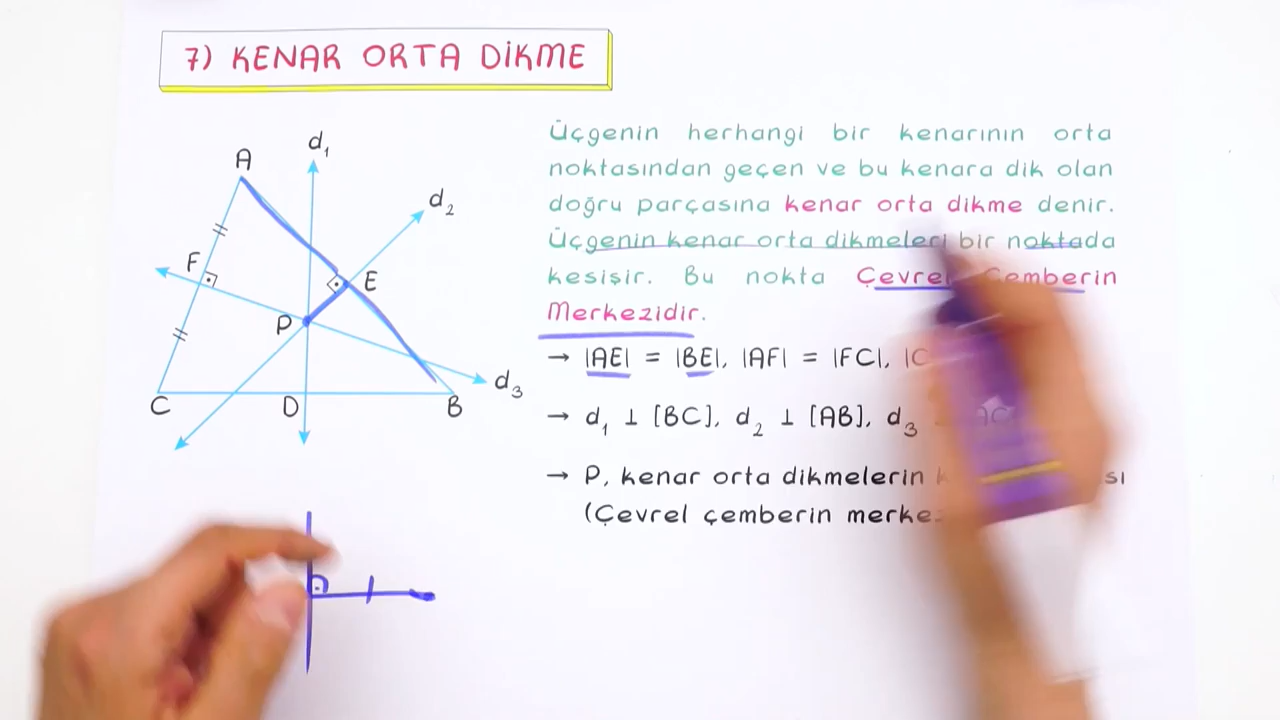 7) KENAR ORTA DİKME
Üçgenin herhangi bir kenarının orta
noktasından geçen ve bu kenara dik olan
doğru parçasına kenar orta dikme denir.
Üçgenin kenar orta dikmeleri bir noktada
kesişir. Bu nokta Çevrel Çemberin
Merkezidir.
→ |AE| = |BE|, |AF| = |FC|, |C
→ d₁ ⊥ [BC], d₂ ⊥ [AB], d₃ AC
→ P, kenar orta dikmelerin
(Çevrel çemberin
A
d₁
d₂
F
E
P
d₃
C
D
B